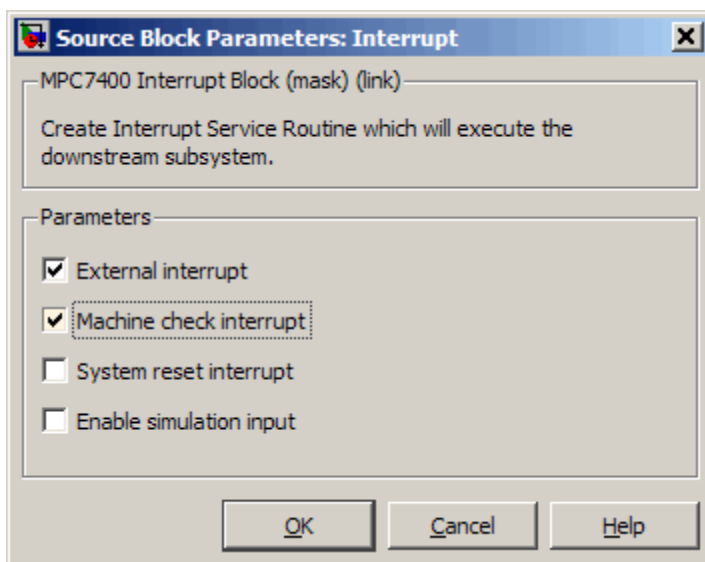 Source Block Parameters: Interrupt
MPC7400 Interrupt Block (mask) (link)
Create Interrupt Service Routine which will execute the
downstream subsystem.
Parameters
External interrupt
Machine check interrupt
System reset interrupt
Enable simulation input
OK Cancel Help